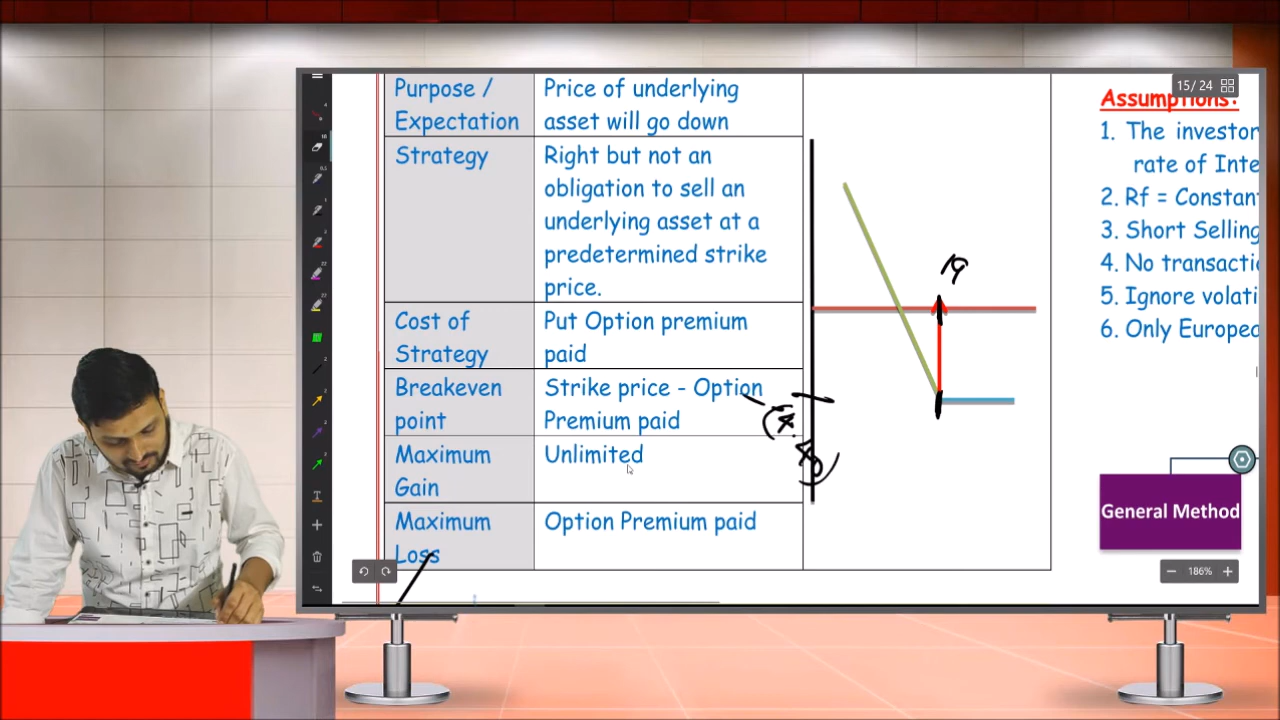 15/ 24
Purpose /
Expectation
Price of underlying
asset will go down
Strategy
Right but not an
obligation to sell an
underlying asset at a
predetermined strike
price.
Cost of
Strategy
Put Option premium
paid
Breakeven
point
Strike price - Option
Premium paid
Maximum
Gain
Unlimited
Maximum
Loss
Option Premium paid
Assumptions:
1. The investor
rate of Inte
2. Rf = Constan
3. Short Selling
4. No transacti
5. Ignore volati
6. Only Europea
General Method
186%